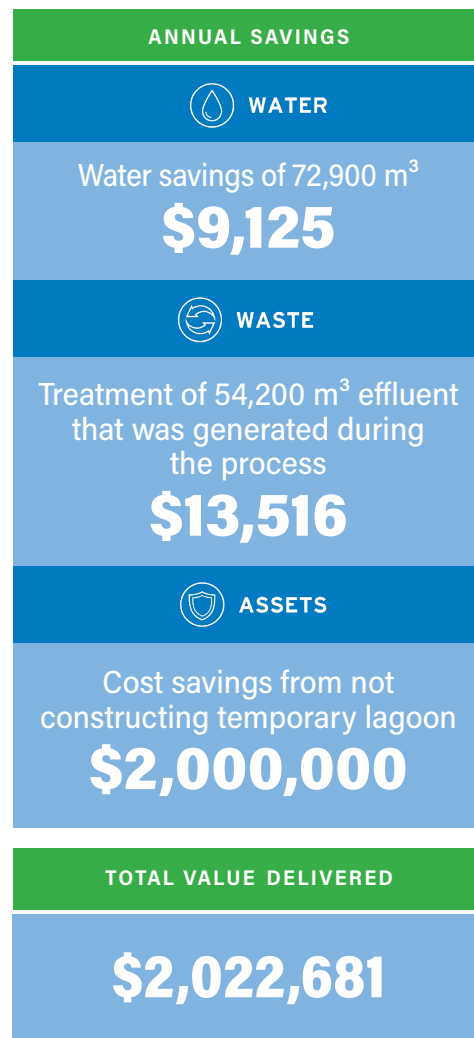 ANNUAL SAVINGS
WATER
Water savings of 72,900 m³
$9,125
WASTE
Treatment of 54,200 m³ effluent
that was generated during
the process
$13,516
ASSETS
Cost savings from not
constructing temporary lagoon
$2,000,000
TOTAL VALUE DELIVERED
$2,022,681